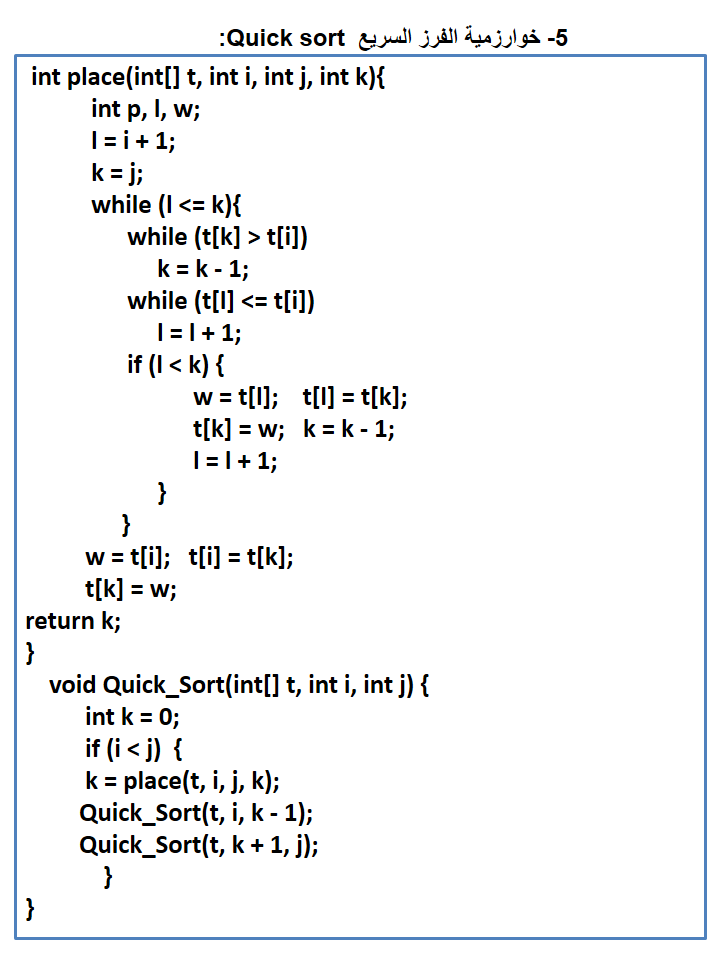 5- خوارزمية الفرز السريع Quick sort:
int place(int[] t, int i, int j, int k){
int p, l, w;
l = i + 1;
k = j;
while (l <= k){
while (t[k] > t[i])
k = k - 1;
while (t[l] <= t[i])
l = l + 1;
if (l < k) {
w = t[l]; t[l] = t[k];
t[k] = w; k = k - 1;
l = l + 1;
}
}
w = t[i]; t[i] = t[k];
t[k] = w;
return k;
}
void Quick_Sort(int[] t, int i, int j) {
int k = 0;
if (i < j) {
k = place(t, i, j, k);
Quick_Sort(t, i, k - 1);
Quick_Sort(t, k + 1, j);
}
}